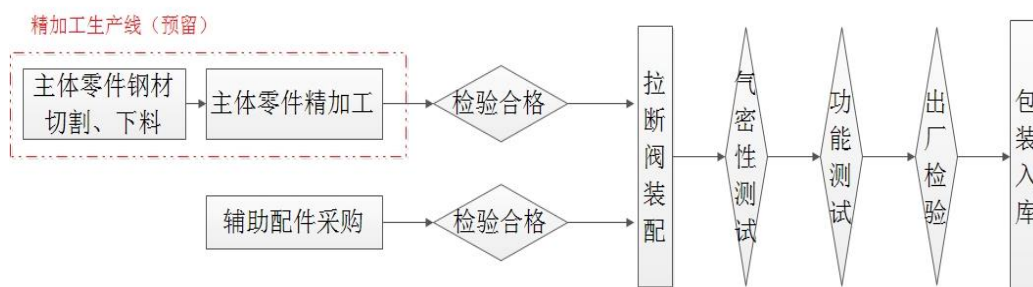 精加工生产线（预留）
主体零件钢材
切割、下料
主体零件精加工
检验合格
辅助配件采购
检验合格
拉断阀装配
气密性测试
功能测试
出厂检验
包装入库